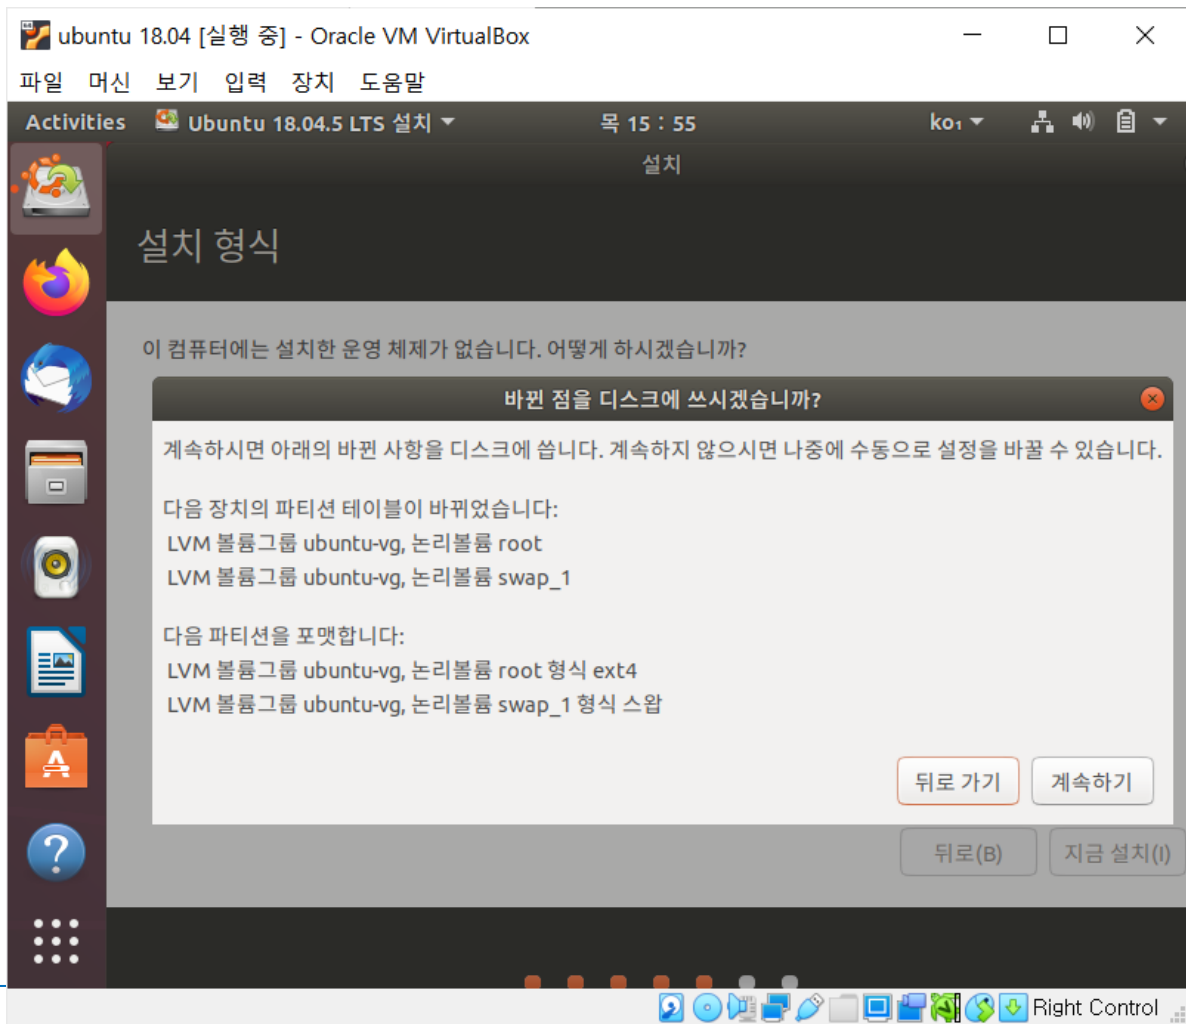 ubuntu 18.04 [실행 중] - Oracle VM VirtualBox
파일 머신 보기 입력 장치 도움말
Activities Ubuntu 18.04.5 LTS 설치 목 15 : 55 ko₁
설치
설치 형식
이 컴퓨터에는 설치한 운영 체제가 없습니다. 어떻게 하시겠습니까?
바뀐 점을 디스크에 쓰시겠습니까?
계속하시면 아래의 바뀐 사항을 디스크에 씁니다. 계속하지 않으시면 나중에 수동으로 설정을 바꿀 수 있습니다.
다음 장치의 파티션 테이블이 바뀌었습니다:
LVM 볼륨그룹 ubuntu-vg, 논리볼륨 root
LVM 볼륨그룹 ubuntu-vg, 논리볼륨 swap_1
다음 파티션을 포맷합니다:
LVM 볼륨그룹 ubuntu-vg, 논리볼륨 root 형식 ext4
LVM 볼륨그룹 ubuntu-vg, 논리볼륨 swap_1 형식 스왑
뒤로 가기 계속하기
뒤로(B) 지금 설치(I)
Right Control